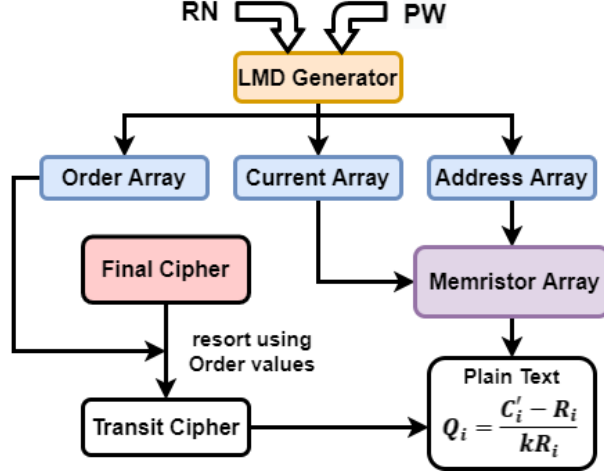 RN
PW
LMD Generator
Order Array
Current Array
Address Array
Final Cipher
Memristor Array
resort using
Order values
Plain Text
Q_i = \frac{C'_i - R_i}{kR_i}
Transit Cipher